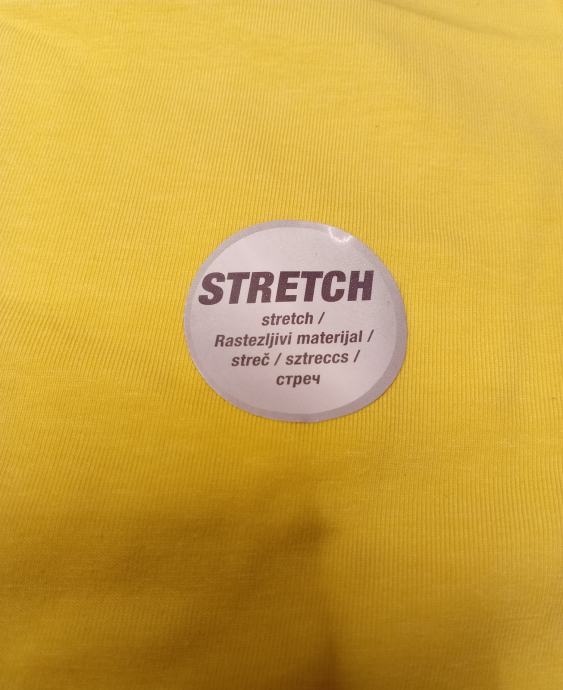 STRETCH
stretch /
Rastezljivi materijal /
streč / sztreccs /
стреч